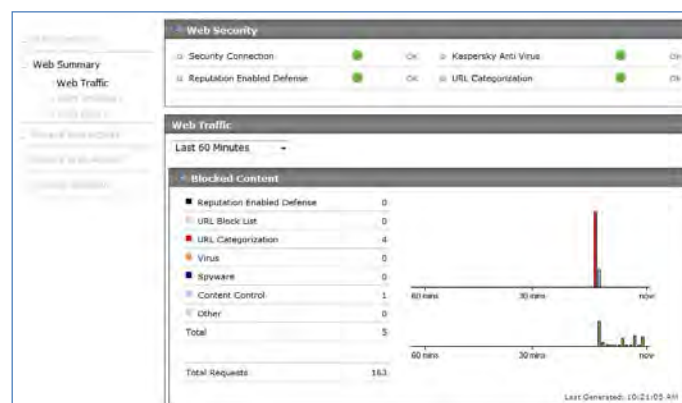 Web Security
Security Connection OK Kaspersky Anti Virus OK
Reputation Enabled Defense OK URL Categorization OK
Web Summary
Web Traffic
Web Traffic
Last 60 Minutes
Blocked Content
Reputation Enabled Defense 0
URL Block List 0
URL Categorization 4
Virus 0
Spyware 0
Content Control 1
Other 0
Total 5
60 mins 30 mins now
60 mins 30 mins now
Total Requests 163
Last Generated: 10:21:05 AM